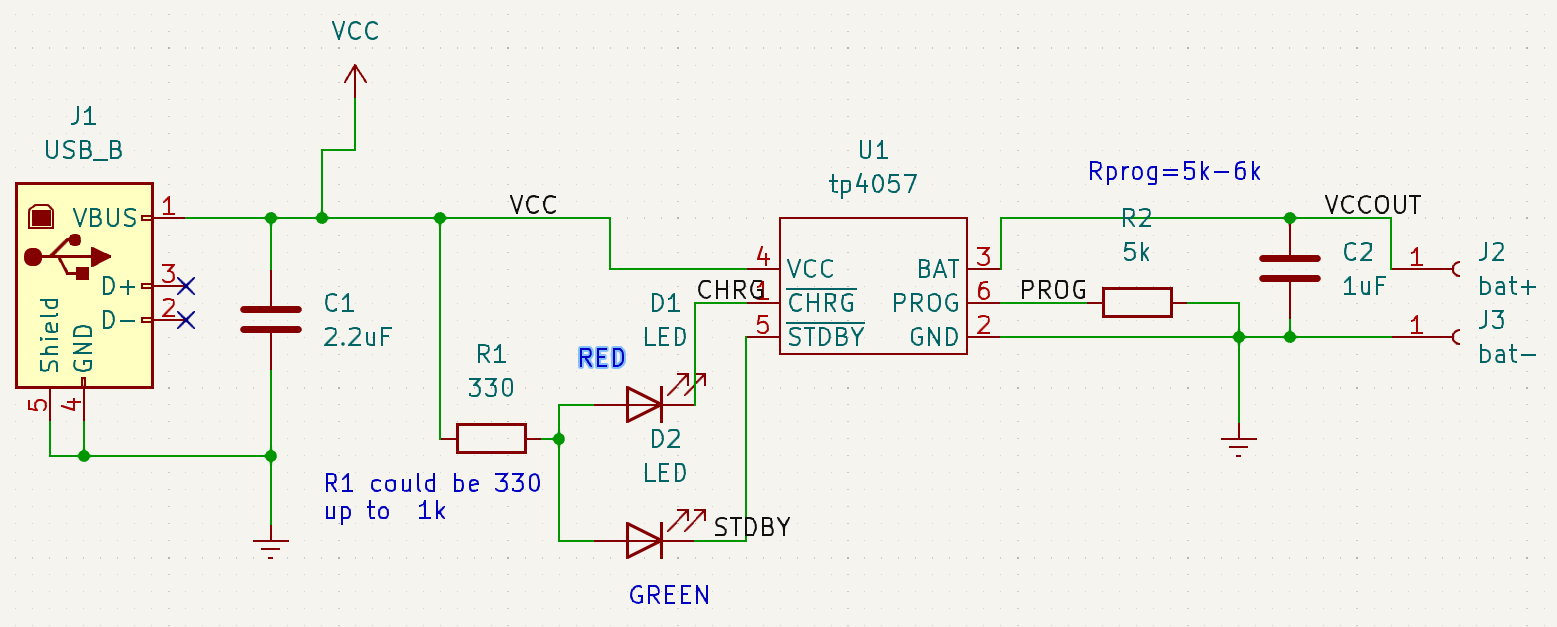 VCC
J1
USB_B
VBUS
1
D+
3
D-
2
Shield
GND
5
4
C1
2.2uF
VCC
R1
330
R1 could be 330
up to 1k
RED
D1
LED
D2
LED
GREEN
CHRG
STDBY
U1
tp4057
4
VCC
1
CHRG
5
STDBY
BAT
3
PROG
6
GND
2
PROG
Rprog=5k-6k
R2
5k
VCCOUT
C2
1uF
1
J2
bat+
1
J3
bat-